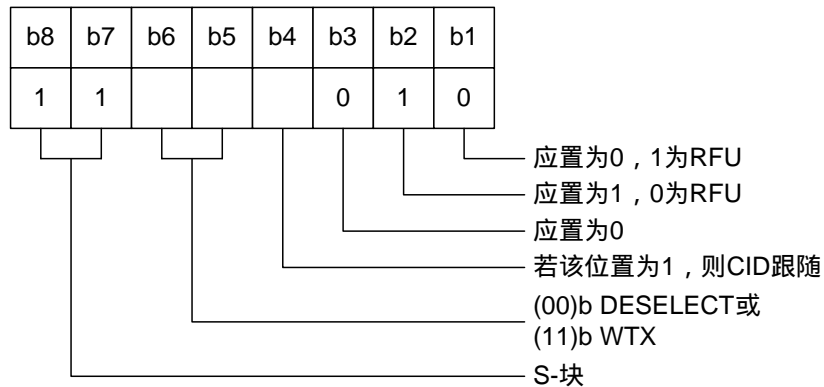 b8 b7 b6 b5 b4 b3 b2 b1
1 1 0 1 0
应置为0，1为RFU
应置为1，0为RFU
应置为0
若该位置为1，则CID跟随
(00)b DESELECT或
(11)b WTX
S-块